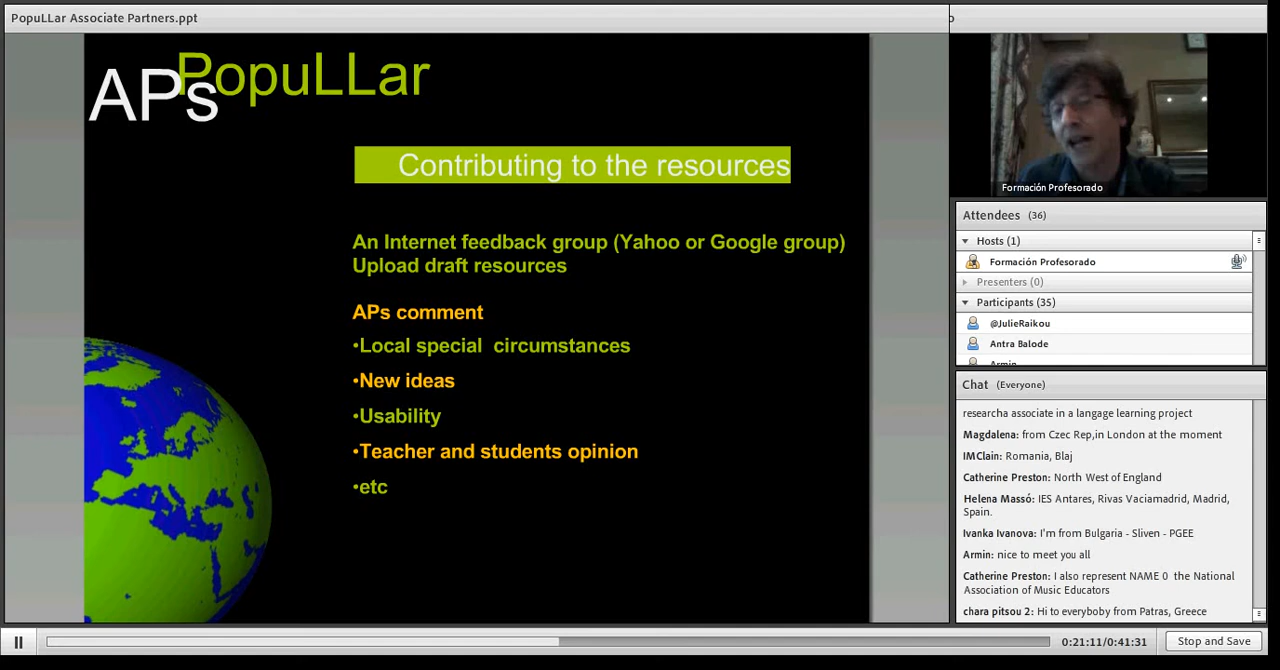 PopuLLar Associate Partners.ppt
APs
PopuLLar
Contributing to the resources
An Internet feedback group (Yahoo or Google group)
Upload draft resources
APs comment
•Local special  circumstances
•New ideas
•Usability
•Teacher and students opinion
•etc
Formación Profesorado
Attendees (36)
Hosts (1)
Formación Profesorado
Presenters (0)
Participants (35)
@JulieRaikou
Antra Balode
Armin
Chat (Everyone)
researcha associate in a langage learning project
Magdalena: from Czec Rep,in London at the moment
IMClain: Romania, Blaj
Catherine Preston: North West of England
Helena Massó: IES Antares, Rivas Vaciamadrid, Madrid,
Spain.
Ivanka Ivanova: I'm from Bulgaria - Sliven - PGEE
Armin: nice to meet you all
Catherine Preston: I also represent NAME 0  the National
Association of Music Educators
chara pitsou 2: Hi to everyboby from Patras, Greece
0:21:11/0:41:31
Stop and Save